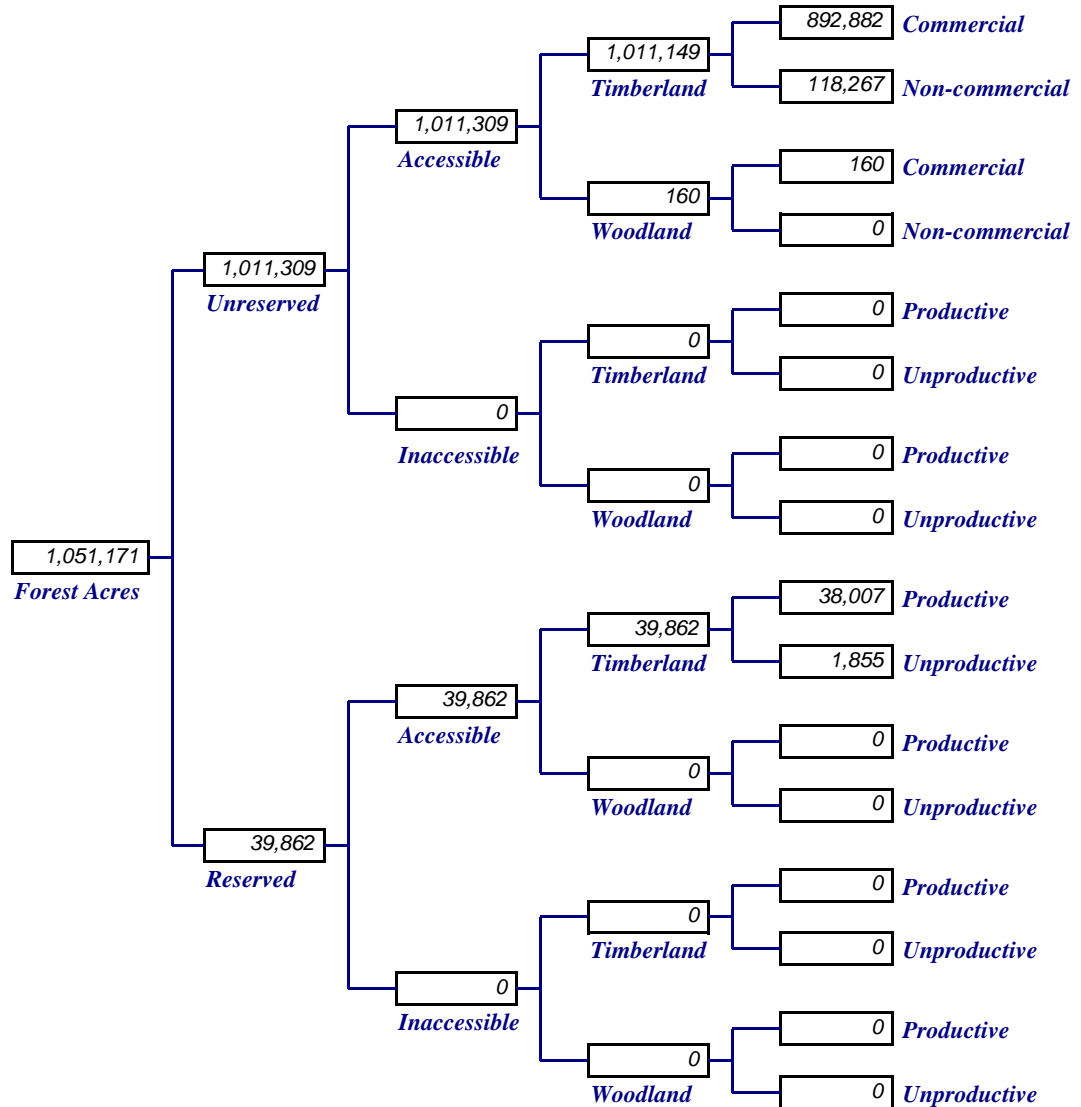 892,882 Commercial
1,011,149
Timberland
118,267 Non-commercial
1,011,309
Accessible
160 Commercial
160
Woodland
0 Non-commercial
1,011,309
Unreserved
0 Productive
0
Timberland
0 Unproductive
0
Inaccessible
0 Productive
0
Woodland
0 Unproductive
1,051,171
Forest Acres
38,007 Productive
39,862
Timberland
1,855 Unproductive
39,862
Accessible
0 Productive
0
Woodland
0 Unproductive
39,862
Reserved
0 Productive
0
Timberland
0 Unproductive
0
Inaccessible
0 Productive
0
Woodland
0 Unproductive